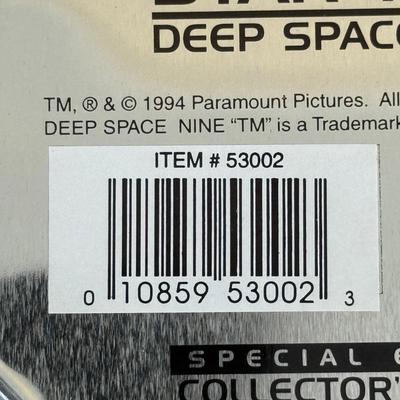 DEEP SPACE
TM, ® & © 1994 Paramount Pictures. All
DEEP SPACE NINE “TM”, is a Trademark
ITEM # 53002
0 10859 53002 3
SPECIAL
COLLECTOR'